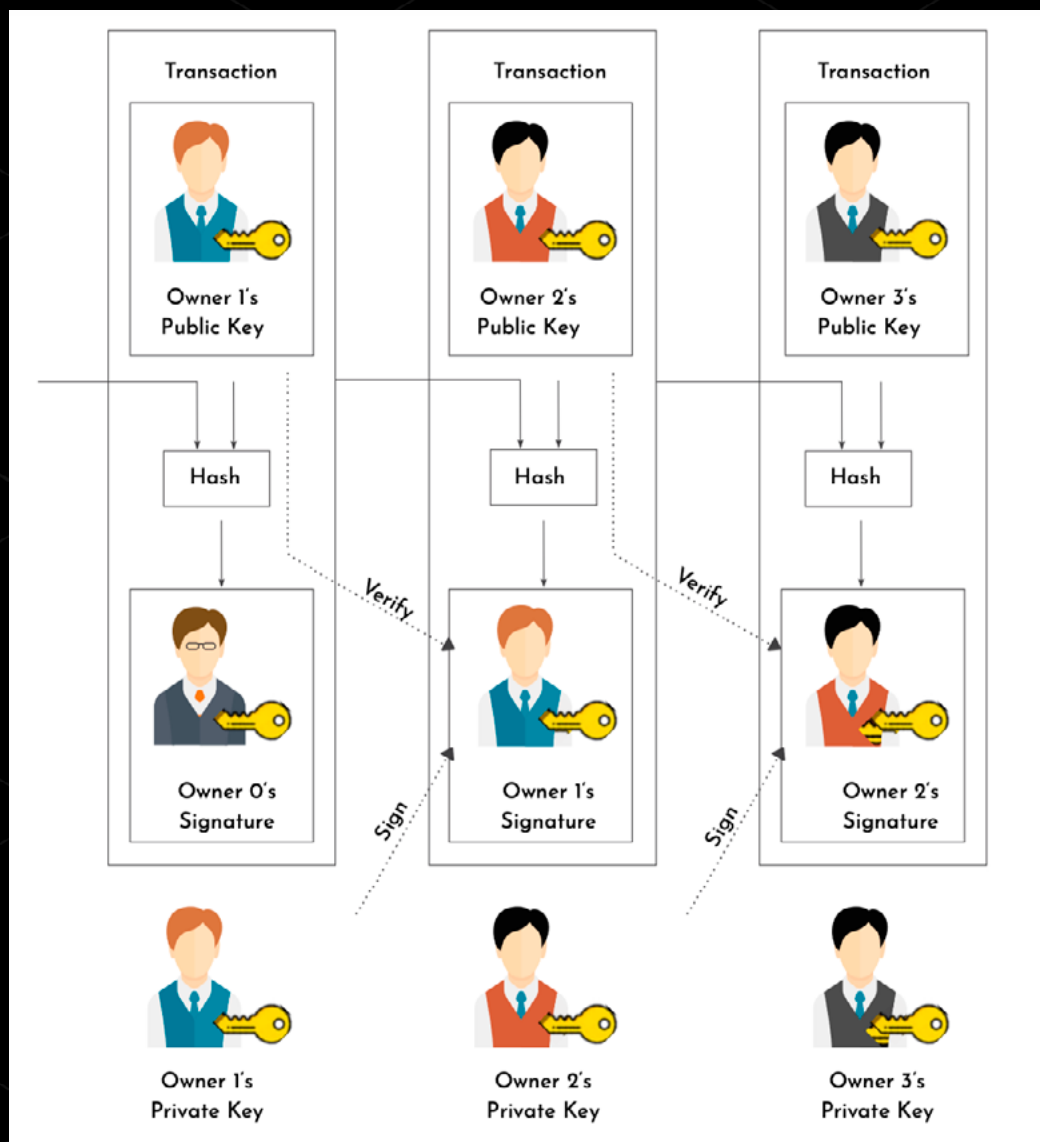 Transaction
Transaction
Transaction
Owner 1's
Public Key
Owner 2's
Public Key
Owner 3's
Public Key
Hash
Hash
Hash
Verify
Verify
Owner 0's
Signature
Owner 1's
Signature
Owner 2's
Signature
Sign
Sign
Owner 1's
Private Key
Owner 2's
Private Key
Owner 3's
Private Key